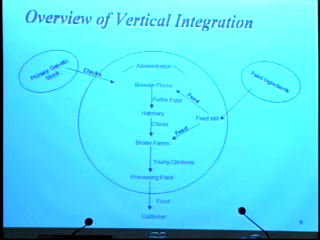 Overview of Vertical Integration
Primary Genetic
Stock
Chicks
Administration
Feed Ingredients
Breeder Flocks
Feed
Fertile Eggs
Hatchery
Feed Mill
Chicks
Feed
Broiler Farms
Young Chickens
Processing Plant
Food
Customer